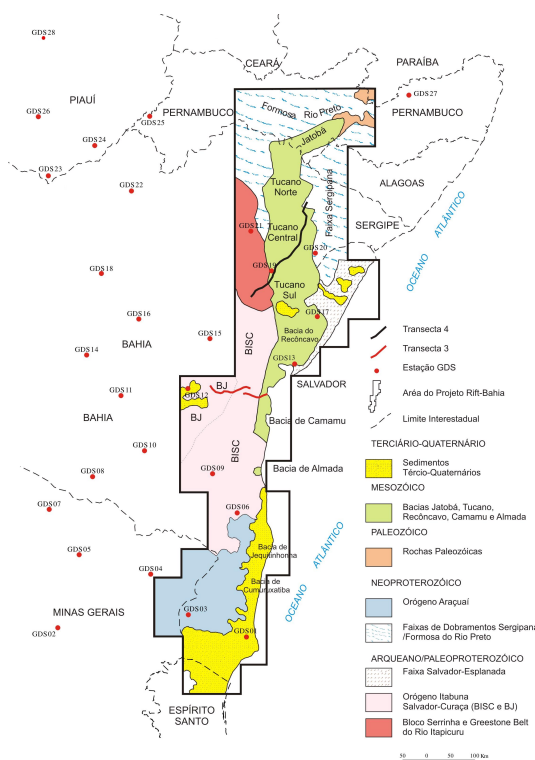 GDS28
CEARÁ
PARAÍBA
GDS27
PIAUÍ
GDS26
PERNAMBUCO
GDS25
Formosa Rio Preto
PERNAMBUCO
Jatobá
GDS24
GDS23
GDS22
ALAGOAS
Tucano
Norte
Faixa Sergipana
SERGIPE
OCEANO ATLÂNTICO
GDS21
Tucano
Central
GDS20
GDS18
GDS19
Tucano
Sul
GDS16
GDS17
BAHIA
GDS15
BISC
Bacia do
Recôncavo
GDS14
GDS13
SALVADOR
GDS11
BJ
GDS12
BJ
BAHIA
Bacia de Camamu
GDS10
BISC
Bacia de Almada
GDS08
GDS09
GDS07
GDS06
Bacia de
Jequitinhonha
GDS05
GDS04
Bacia de
Cumuruxatiba
OCEANO ATLÂNTICO
GDS03
MINAS GERAIS
GDS02
GDS01
ESPÍRITO
SANTO
Transecta 4
Transecta 3
Estação GDS
Aréa do Projeto Rift-Bahia
Limite Interestadual
TERCIÁRIO-QUATERNÁRIO
Sedimentos
Tércio-Quaternários
MESOZÓICO
Bacias Jatobá, Tucano,
Recôncavo, Camamu e Almada
PALEOZÓICO
Rochas Paleozóicas
NEOPROTEROZÓICO
Orógeno Araçuaí
Faixas de Dobramentos Sergipana
/Formosa do Rio Preto
ARQUEANO/PALEOPROTEROZÓICO
Faixa Salvador-Esplanada
Orógeno Itabuna
Salvador-Curaça (BISC e BJ)
Bloco Serrinha e Greestone Belt
do Rio Itapicuru
50 0 50 100 Km